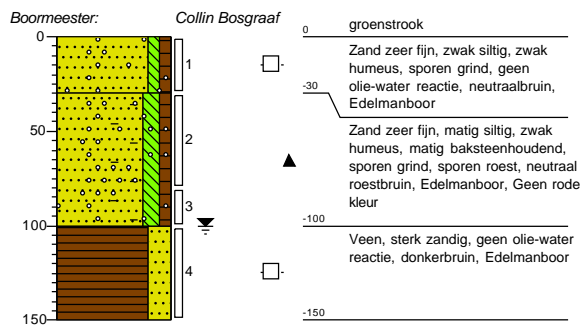 Boormeester: Collin Bosgraaf
0
50
100
150
1
2
3
4
0 groenstrook
Zand zeer fijn, zwak siltig, zwak
humeus, sporen grind, geen
olie-water reactie, neutraalbruin,
Edelmanboor
-30
Zand zeer fijn, matig siltig, zwak
humeus, matig baksteenhoudend,
sporen grind, sporen roest, neutraal
roestbruin, Edelmanboor, Geen rode
kleur
-100
Veen, sterk zandig, geen olie-water
reactie, donkerbruin, Edelmanboor
-150